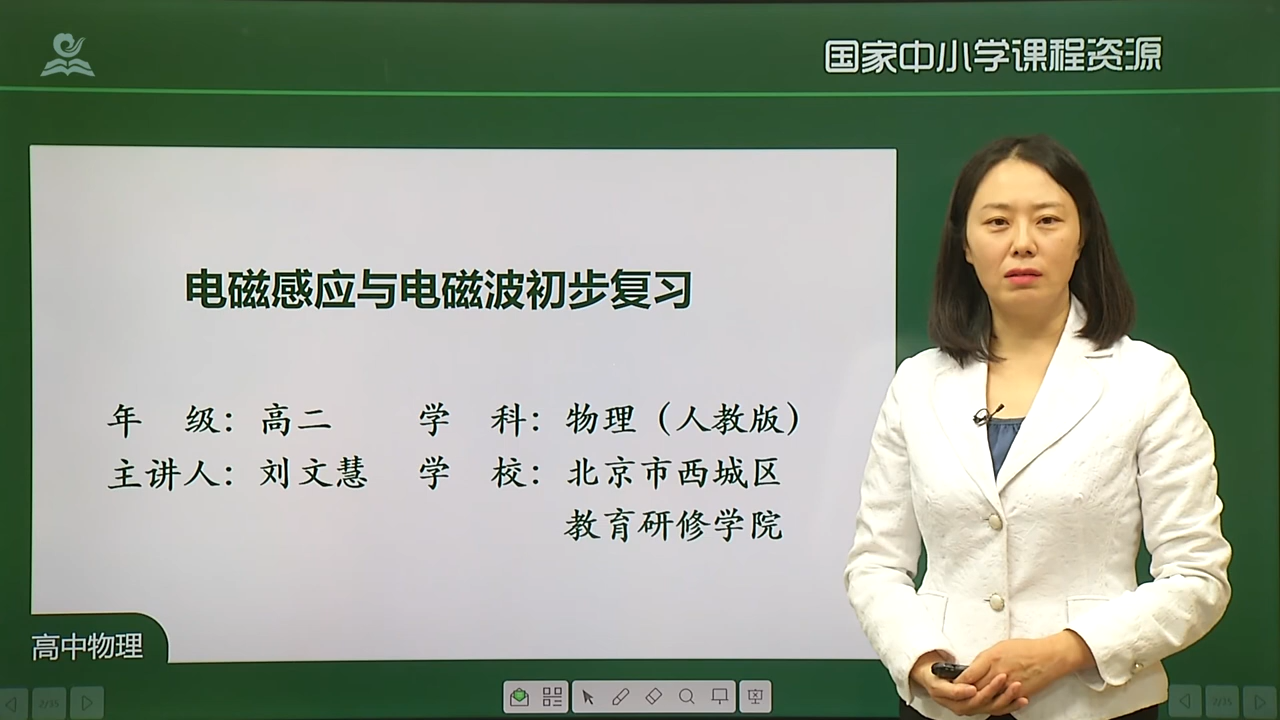 国家中小学课程资源
电磁感应与电磁波初步复习
年 级：高二 学 科：物理（人教版）
主讲人：刘文慧 学 校：北京市西城区
教育研修学院
高中物理